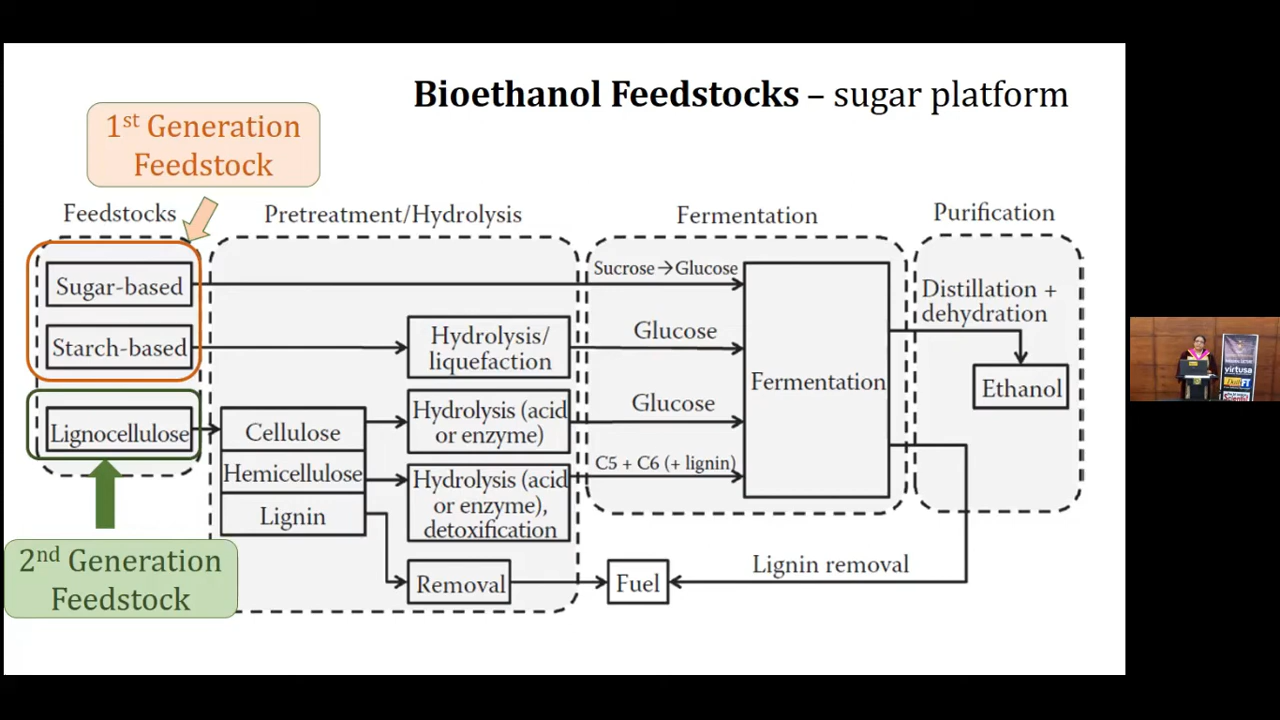 Bioethanol Feedstocks – sugar platform
1st Generation
Feedstock
Feedstocks
Pretreatment/Hydrolysis
Fermentation
Purification
Sugar-based
Sucrose→Glucose
Distillation +
dehydration
Starch-based
Hydrolysis/
liquefaction
Glucose
Fermentation
Ethanol
Lignocellulose
Cellulose
Hydrolysis (acid
or enzyme)
Glucose
Hemicellulose
Hydrolysis (acid
or enzyme),
detoxification
C5 + C6 (+ lignin)
Lignin
2nd Generation
Feedstock
Removal
Fuel
Lignin removal
virtusa